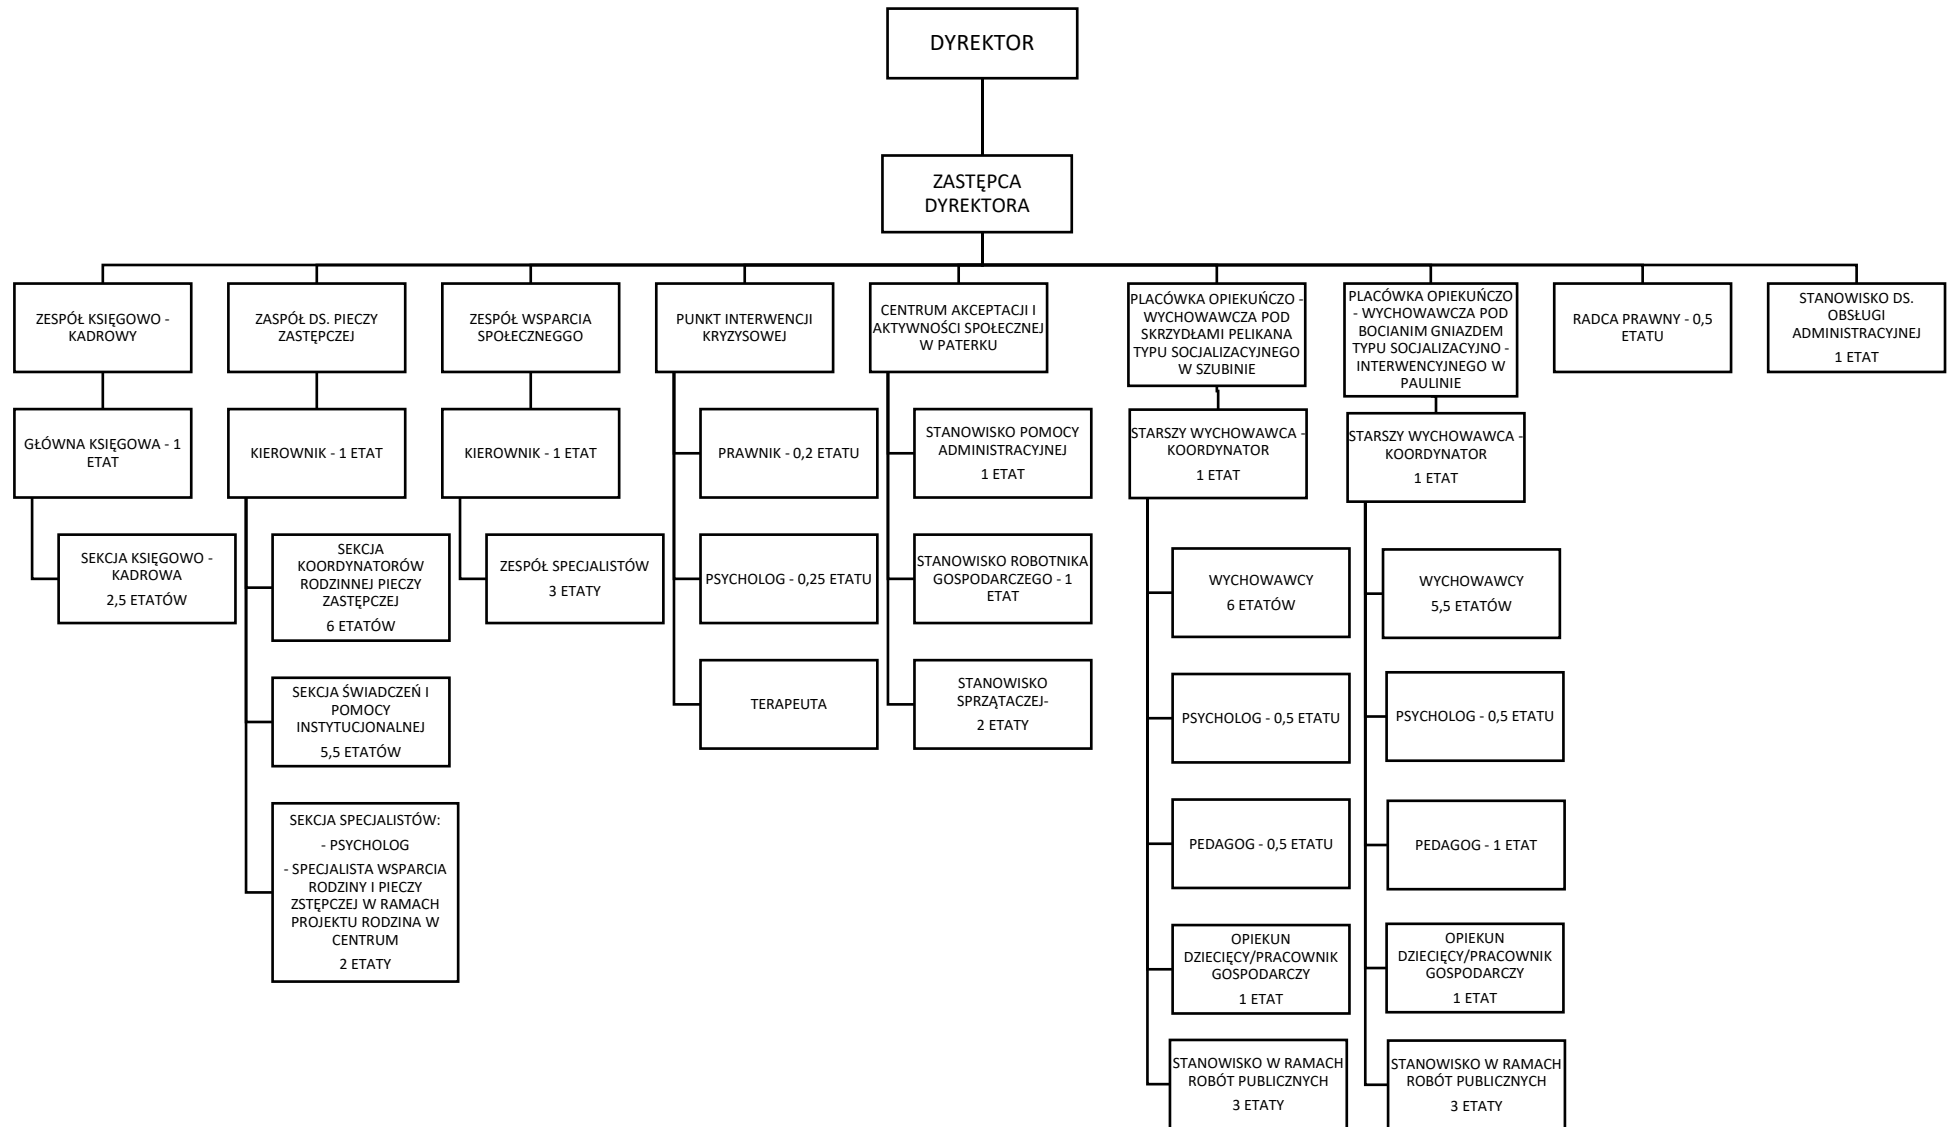 DYREKTOR
ZASTĘPCA
DYREKTORA
ZESPÓŁ KSIĘGOWO -
KADROWY
GŁÓWNA KSIĘGOWA - 1
ETAT
SEKCJA KSIĘGOWO -
KADROWA
2,5 ETATÓW
ZASPÓŁ DS. PIECZY
ZASTĘPCZEJ
KIEROWNIK - 1 ETAT
SEKCJA
KOORDYNATORÓW
RODZINNEJ PIECZY
ZASTĘPCZEJ
6 ETATÓW
SEKCJA ŚWIADCZEŃ I
POMOCY
INSTYTUCJONALNEJ
5,5 ETATÓW
SEKCJA SPECJALISTÓW:
- PSYCHOLOG
- SPECJALISTA WSPARCIA
RODZINY I PIECZY
ZSTĘPCZEJ W RAMACH
PROJEKTU RODZINA W
CENTRUM
2 ETATY
ZESPÓŁ WSPARCIA
SPOŁECZNEGGO
KIEROWNIK - 1 ETAT
ZESPÓŁ SPECJALISTÓW
3 ETATY
PUNKT INTERWENCJI
KRYZYSOWEJ
PRAWNIK - 0,2 ETATU
PSYCHOLOG - 0,25 ETATU
TERAPEUTA
CENTRUM AKCEPTACJI I
AKTYWNOŚCI SPOŁECZNEJ
W PATERKU
STANOWISKO POMOCY
ADMINISTRACYJNEJ
1 ETAT
STANOWISKO ROBOTNIKA
GOSPODARCZEGO - 1
ETAT
STANOWISKO
SPRZĄTACZEJ-
2 ETATY
PLACÓWKA OPIEKUŃCZO -
WYCHOWAWCZA POD
SKRZYDŁAMI PELIKANA
TYPU SOCJALIZACYJNEGO
W SZUBINIE
STARSZY WYCHOWAWCA -
KOORDYNATOR
1 ETAT
WYCHOWAWCY
6 ETATÓW
PSYCHOLOG - 0,5 ETATU
PEDAGOG - 0,5 ETATU
OPIEKUN
DZIECIĘCY/PRACOWNIK
GOSPODARCZY
1 ETAT
STANOWISKO W RAMACH
ROBÓT PUBLICZNYCH
3 ETATY
PLACÓWKA OPIEKUŃCZO
- WYCHOWAWCZA POD
BOCIANIM GNIAZDEM
TYPU SOCJALIZACYJNO -
INTERWENCYJNEGO W
PAULINIE
STARSZY WYCHOWAWCA -
KOORDYNATOR
1 ETAT
WYCHOWAWCY
5,5 ETATÓW
PSYCHOLOG - 0,5 ETATU
PEDAGOG - 1 ETAT
OPIEKUN
DZIECIĘCY/PRACOWNIK
GOSPODARCZY
1 ETAT
STANOWISKO W RAMACH
ROBÓT PUBLICZNYCH
3 ETATY
RADCA PRAWNY - 0,5
ETATU
STANOWISKO DS.
OBSŁUGI
ADMINISTRACYJNEJ
1 ETAT